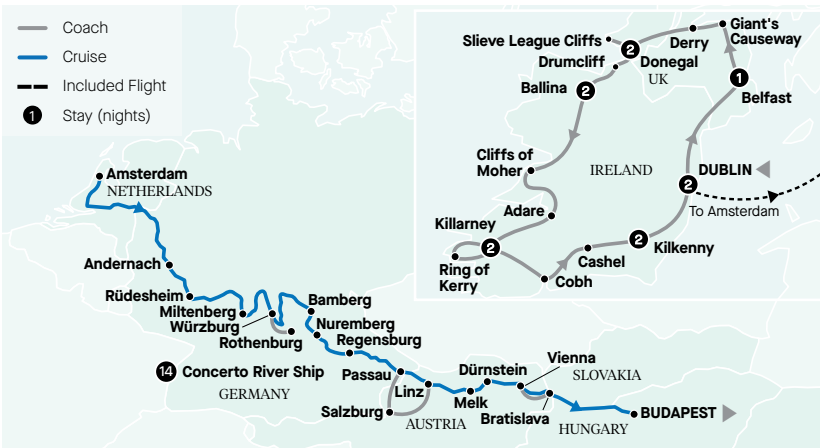 Coach
Cruise
Included Flight
1 Stay (nights)
Giant's
Causeway
Slieve League Cliffs
2
Derry
Drumcliff
Donegal
UK
Ballina
2
1
Belfast
Cliffs of
Moher
IRELAND
DUBLIN
2
To Amsterdam
Adare
Killarney
2
2
Kilkenny
Cashel
Ring of
Kerry
Cobh
Amsterdam
NETHERLANDS
Andernach
Rüdesheim
Miltenberg
Würzburg
Rothenburg
Bamberg
Nuremberg
Regensburg
14 Concerto River Ship
GERMANY
Passau
Linz
Salzburg
AUSTRIA
Melk
Dürnstein
Vienna
SLOVAKIA
Bratislava
HUNGARY
BUDAPEST